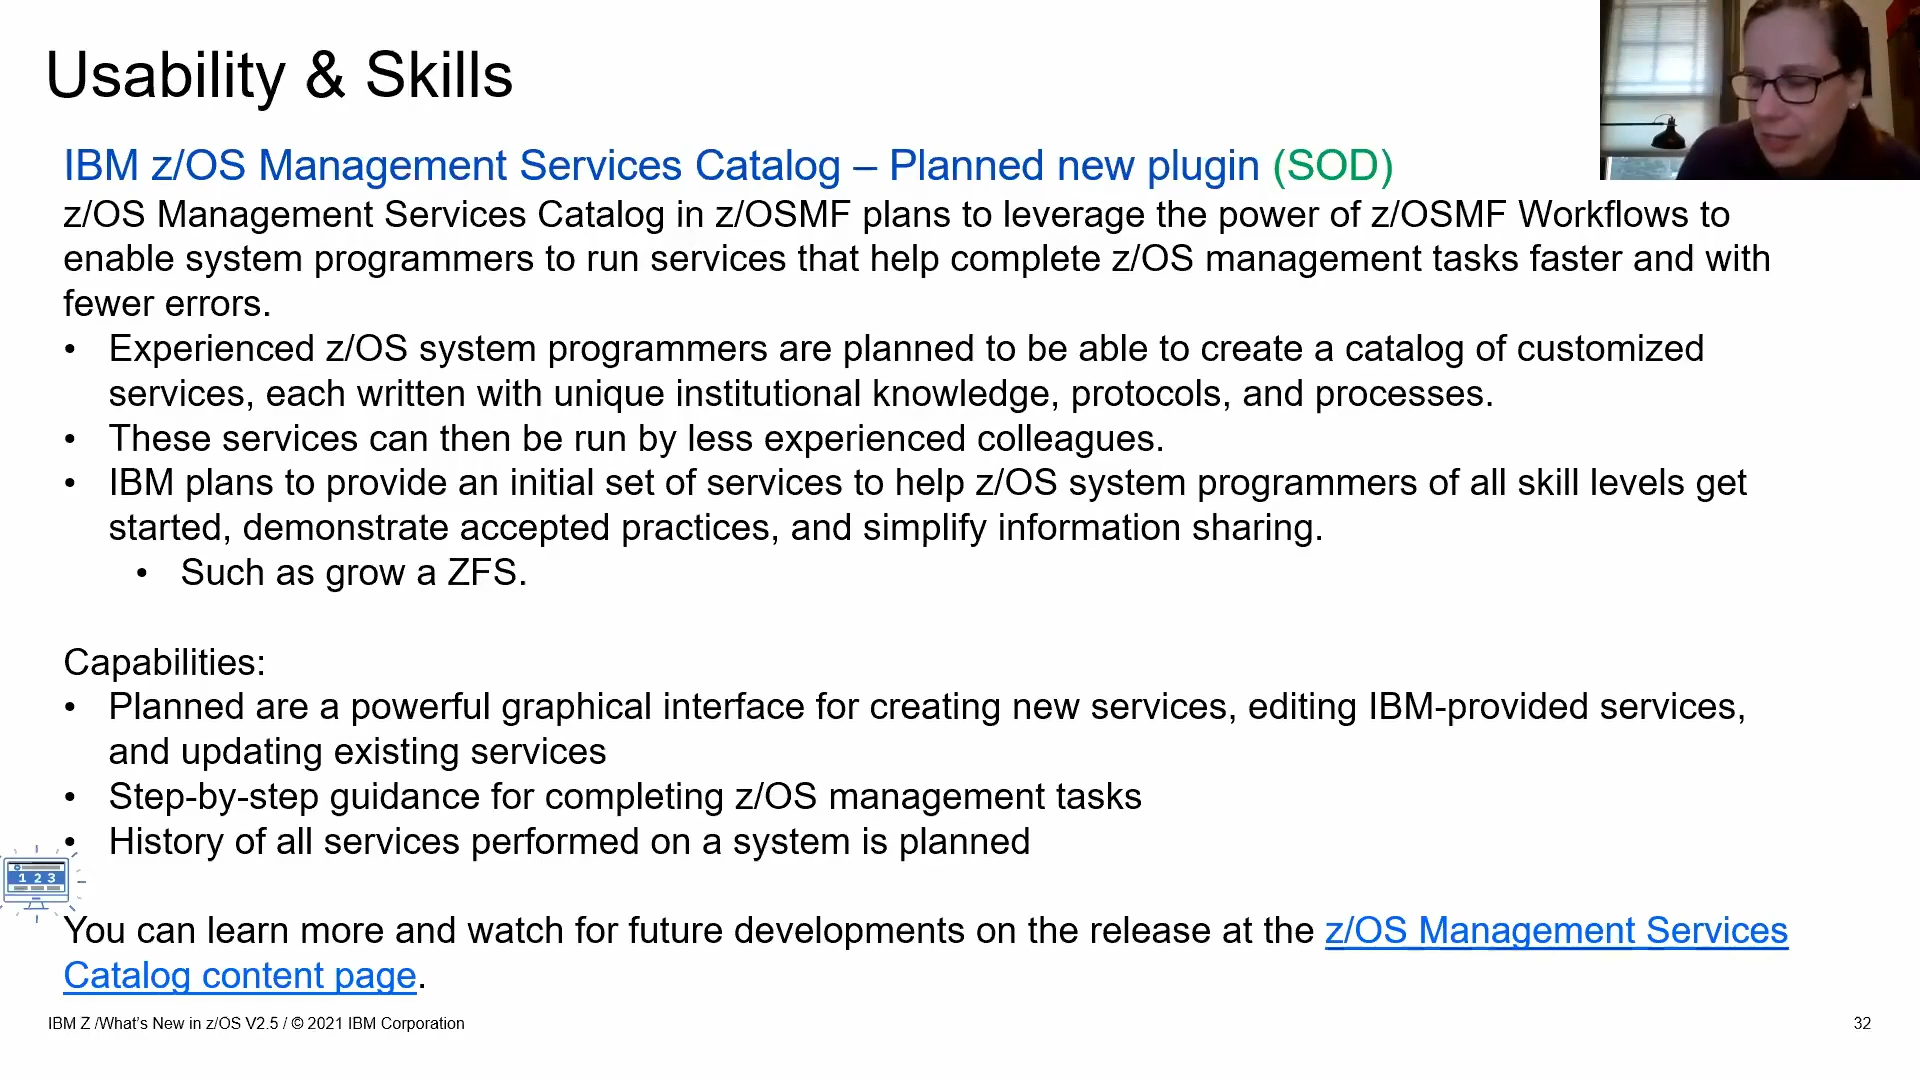 Usability & Skills
IBM z/OS Management Services Catalog – Planned new plugin (SOD)
z/OS Management Services Catalog in z/OSMF plans to leverage the power of z/OSMF Workflows to
enable system programmers to run services that help complete z/OS management tasks faster and with
fewer errors.
• Experienced z/OS system programmers are planned to be able to create a catalog of customized
services, each written with unique institutional knowledge, protocols, and processes.
• These services can then be run by less experienced colleagues.
• IBM plans to provide an initial set of services to help z/OS system programmers of all skill levels get
started, demonstrate accepted practices, and simplify information sharing.
• Such as grow a ZFS.
Capabilities:
• Planned are a powerful graphical interface for creating new services, editing IBM-provided services,
and updating existing services
• Step-by-step guidance for completing z/OS management tasks
• History of all services performed on a system is planned
1 2 3
You can learn more and watch for future developments on the release at the z/OS Management Services
Catalog content page.
IBM Z /What's New in z/OS V2.5 / © 2021 IBM Corporation
32